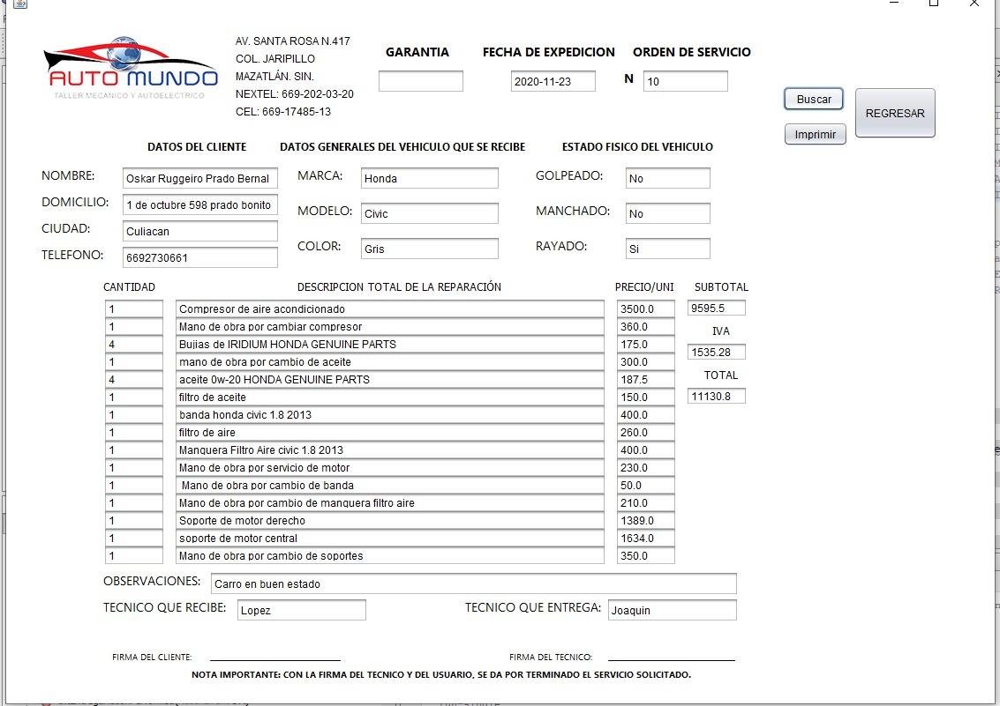 AUTO MUNDO
TALLER MECANICO Y AUTOELECTRICO
AV. SANTA ROSA N.417
COL. JARIPILLO
MAZATLÁN. SIN.
NEXTEL: 669-202-03-20
CEL: 669-17485-13
GARANTIA FECHA DE EXPEDICION ORDEN DE SERVICIO
2020-11-23 N 10
Buscar
REGRESAR
Imprimir
DATOS DEL CLIENTE DATOS GENERALES DEL VEHICULO QUE SE RECIBE ESTADO FISICO DEL VEHICULO
NOMBRE: Oskar Ruggeiro Prado Bernal MARCA: Honda GOLPEADO: No
DOMICILIO: 1 de octubre 598 prado bonito MODELO: Civic MANCHADO: No
CIUDAD: Culiacan COLOR: Gris RAYADO: Si
TELEFONO: 6692730661
CANTIDAD DESCRIPCION TOTAL DE LA REPARACIÓN PRECIO/UNI SUBTOTAL
1 Compresor de aire acondicionado 3500.0 9595.5
1 Mano de obra por cambiar compresor 360.0 IVA
4 Bujias de IRIDIUM HONDA GENUINE PARTS 175.0 1535.28
1 mano de obra por cambio de aceite 300.0 TOTAL
4 aceite 0w-20 HONDA GENUINE PARTS 187.5 11130.8
1 filtro de aceite 150.0
1 banda honda civic 1.8 2013 400.0
1 filtro de aire 260.0
1 Manguera Filtro Aire civic 1.8 2013 400.0
1 Mano de obra por servicio de motor 230.0
1 Mano de obra por cambio de banda 50.0
1 Mano de obra por cambio de manguera filtro aire 210.0
1 Soporte de motor derecho 1389.0
1 soporte de motor central 1634.0
1 Mano de obra por cambio de soportes 350.0
OBSERVACIONES: Carro en buen estado
TECNICO QUE RECIBE: Lopez TECNICO QUE ENTREGA: Joaquin
FIRMA DEL CLIENTE: FIRMA DEL TECNICO:
NOTA IMPORTANTE: CON LA FIRMA DEL TECNICO Y DEL USUARIO, SE DA POR TERMINADO EL SERVICIO SOLICITADO.